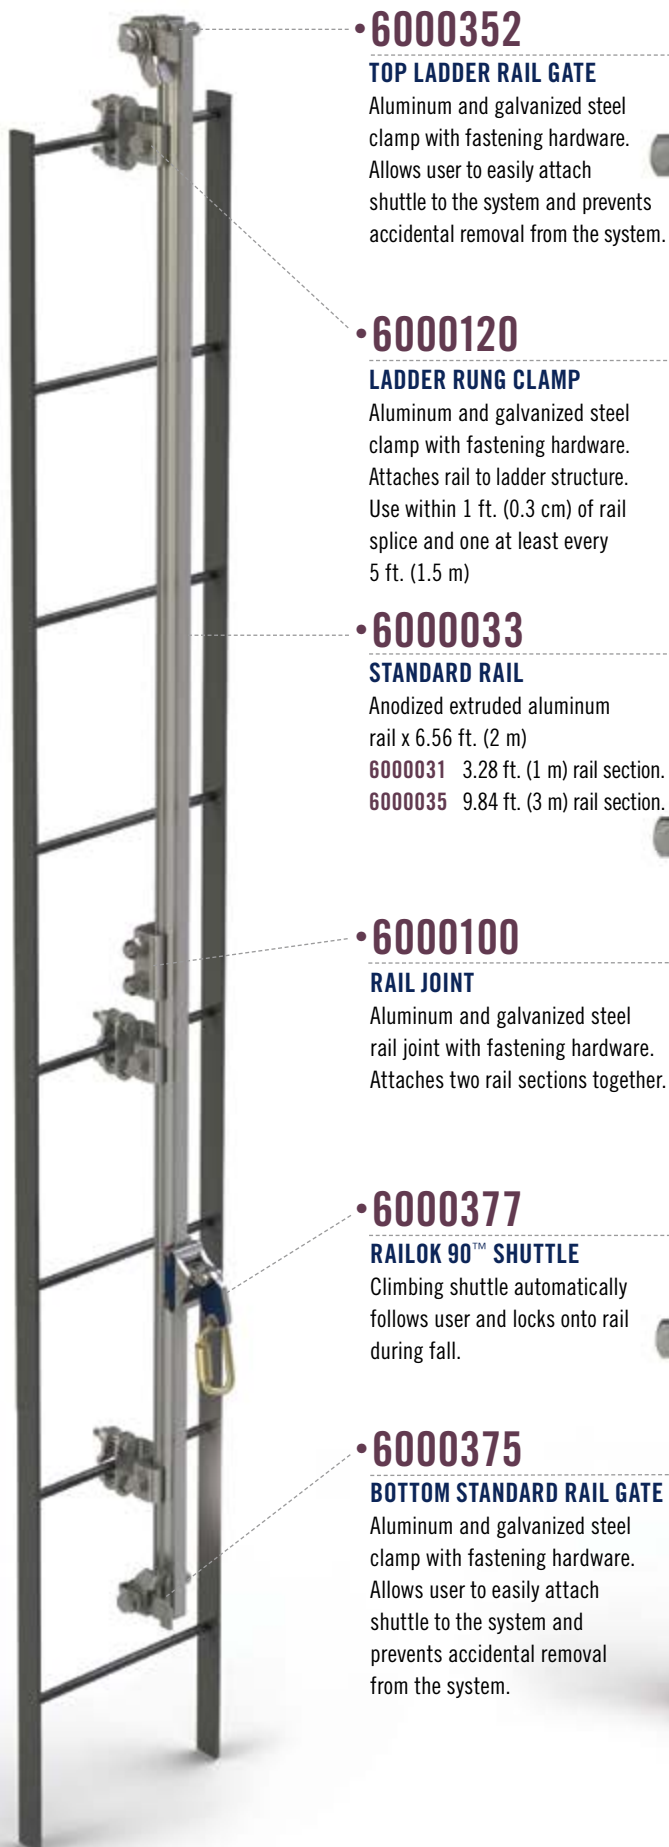 •6000352
TOP LADDER RAIL GATE
Aluminum and galvanized steel
clamp with fastening hardware.
Allows user to easily attach
shuttle to the system and prevents
accidental removal from the system.
•6000120
LADDER RUNG CLAMP
Aluminum and galvanized steel
clamp with fastening hardware.
Attaches rail to ladder structure.
Use within 1 ft. (0.3 cm) of rail
splice and one at least every
5 ft. (1.5 m)
•6000033
STANDARD RAIL
Anodized extruded aluminum
rail x 6.56 ft. (2 m)
6000031 3.28 ft. (1 m) rail section.
6000035 9.84 ft. (3 m) rail section.
•6000100
RAIL JOINT
Aluminum and galvanized steel
rail joint with fastening hardware.
Attaches two rail sections together.
•6000377
RAILOK 90™ SHUTTLE
Climbing shuttle automatically
follows user and locks onto rail
during fall.
•6000375
BOTTOM STANDARD RAIL GATE
Aluminum and galvanized steel
clamp with fastening hardware.
Allows user to easily attach
shuttle to the system and
prevents accidental removal
from the system.